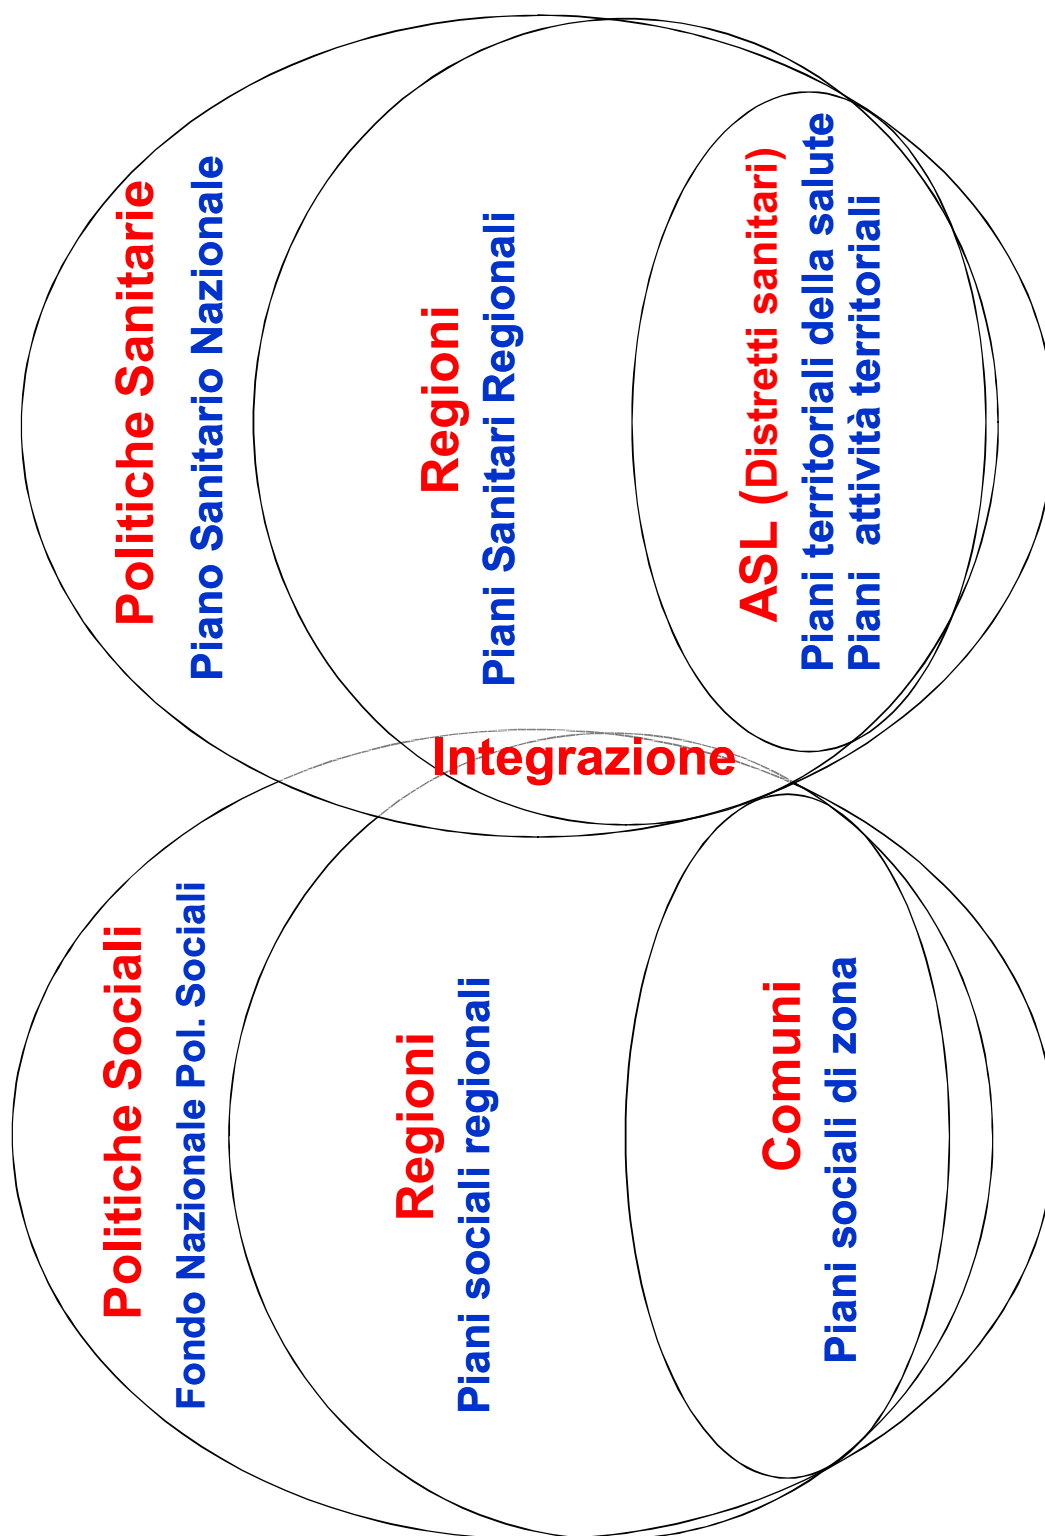 Politiche Sociali
Fondo Nazionale Pol. Sociali
Regioni
Piani sociali regionali
Comuni
Piani sociali di zona
Integrazione
Politiche Sanitarie
Piano Sanitario Nazionale
Regioni
Piani Sanitari Regionali
ASL (Distretti sanitari)
Piani territoriali della salute
Piani attività territoriali